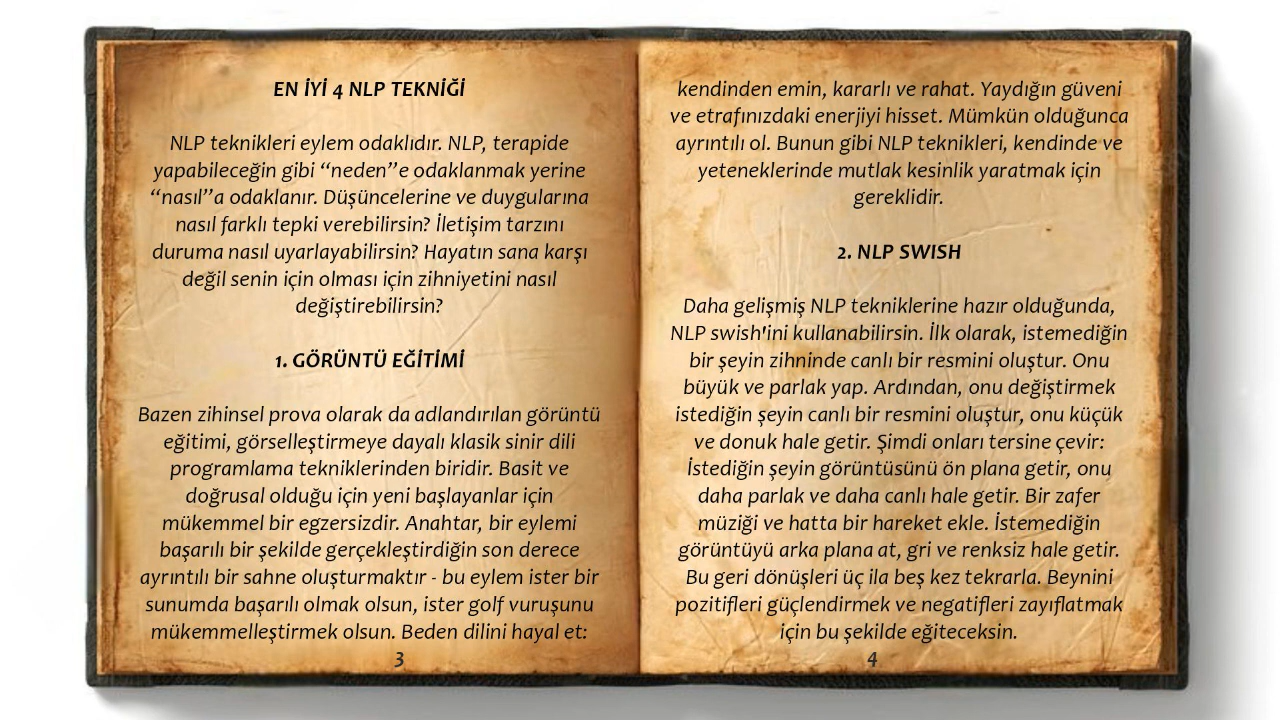 EN İYİ 4 NLP TEKNİĞİ
NLP teknikleri eylem odaklıdır. NLP, terapide
yapabileceğin gibi “neden”e odaklanmak yerine
“nasıl”a odaklanır. Düşüncelerine ve duygularına
nasıl farklı tepki verebilirsin? İletişim tarzını
duruma nasıl uyarlayabilirsin? Hayatın sana karşı
değil senin için olması için zihniyetini nasıl
değiştirebilirsin?
1. GÖRÜNTÜ EĞİTİMİ
Bazen zihinsel prova olarak da adlandırılan görüntü
eğitimi, görselleştirmeye dayalı klasik sinir dili
programlama tekniklerinden biridir. Basit ve
doğrusal olduğu için yeni başlayanlar için
mükemmel bir egzersizdir. Anahtar, bir eylemi
başarılı bir şekilde gerçekleştirdiğin son derece
ayrıntılı bir sahne oluşturmaktır - bu eylem ister bir
sunumda başarılı olmak olsun, ister golf vuruşunu
mükemmelleştirmek olsun. Beden dilini hayal et:
3
kendinden emin, kararlı ve rahat. Yaydığın güveni
ve etrafınızdaki enerjiyi hisset. Mümkün olduğunca
ayrıntılı ol. Bunun gibi NLP teknikleri, kendinde ve
yeteneklerinde mutlak kesinlik yaratmak için
gereklidir.
2. NLP SWISH
Daha gelişmiş NLP tekniklerine hazır olduğunda,
NLP swish'ini kullanabilirsin. İlk olarak, istemediğin
bir şeyin zihninde canlı bir resmini oluştur. Onu
büyük ve parlak yap. Ardından, onu değiştirmek
istediğin şeyin canlı bir resmini oluştur, onu küçük
ve donuk hale getir. Şimdi onları tersine çevir:
İstediğin şeyin görüntüsünü ön plana getir, onu
daha parlak ve daha canlı hale getir. Bir zafer
müziği ve hatta bir hareket ekle. İstemediğin
görüntüyü arka plana at, gri ve renksiz hale getir.
Bu geri dönüşleri üç ila beş kez tekrarla. Beynini
pozitifleri güçlendirmek ve negatifleri zayıflatmak
için bu şekilde eğiteceksin.
4